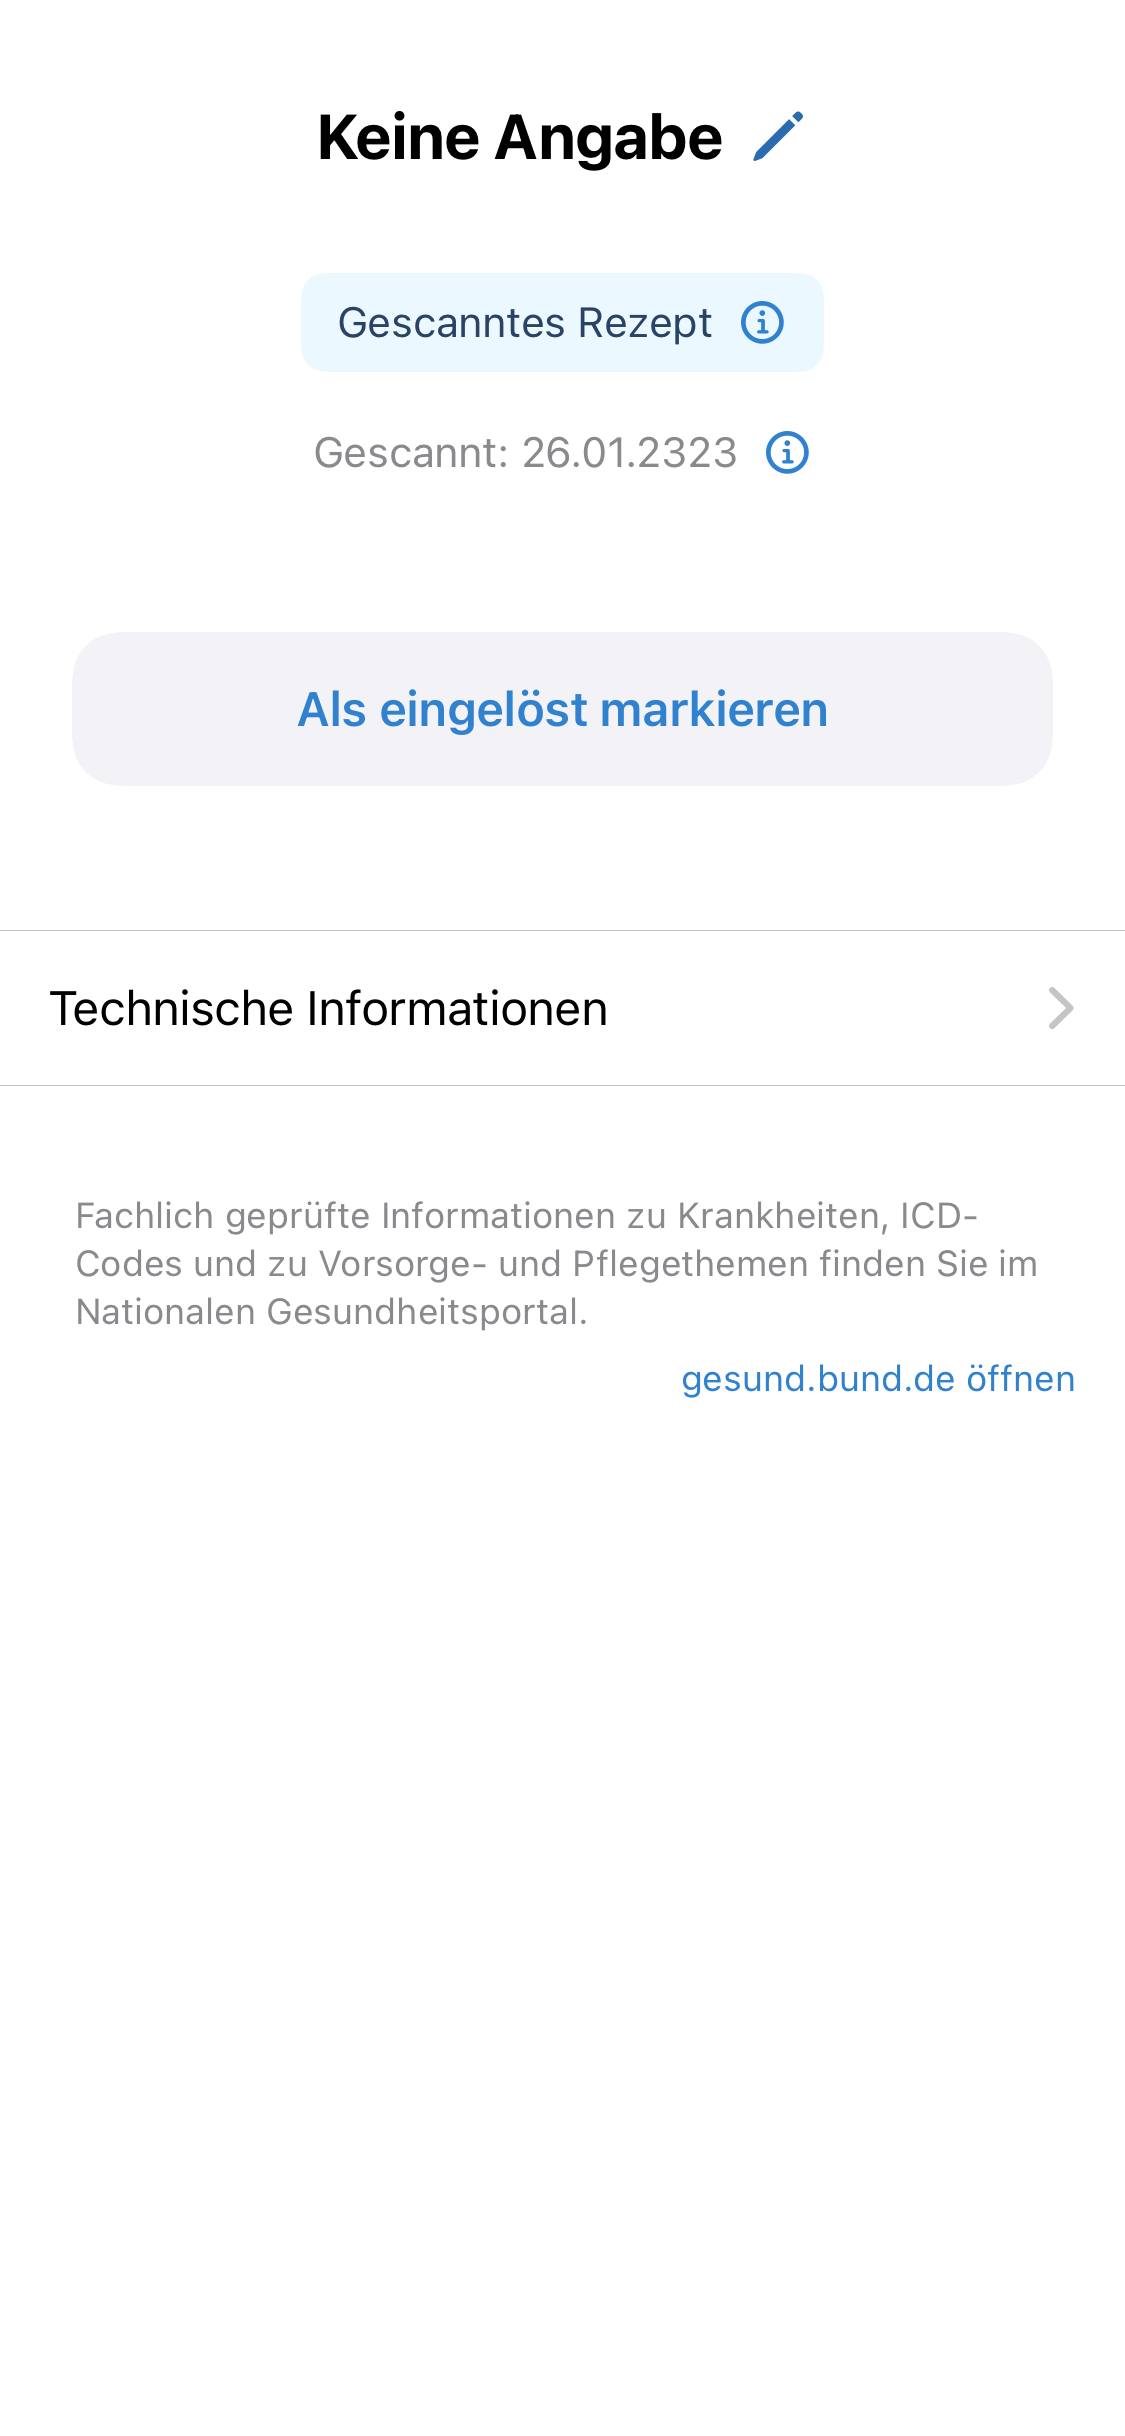 Keine Angabe
Gescanntes Rezept
Gescannt: 26.01.2323
Als eingelöst markieren
Technische Informationen
Fachlich geprüfte Informationen zu Krankheiten, ICD-
Codes und zu Vorsorge- und Pflegethemen finden Sie im
Nationalen Gesundheitsportal.
gesund.bund.de öffnen